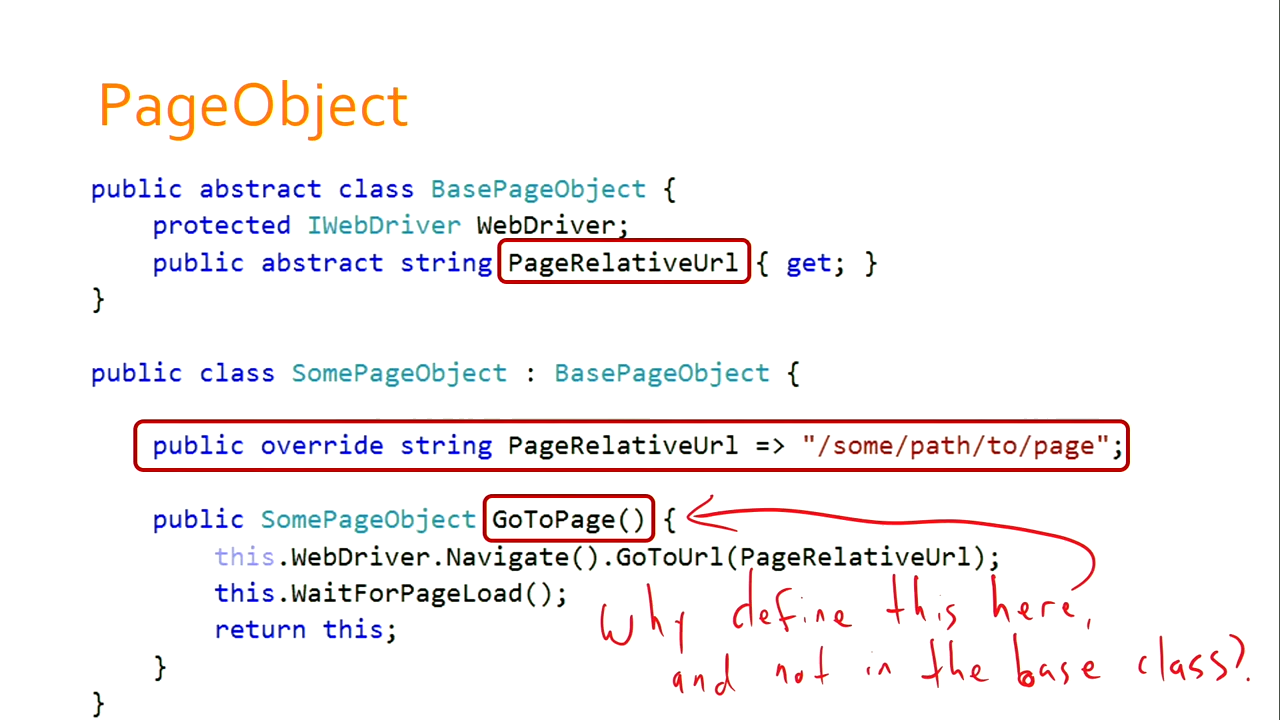 PageObject
public abstract class BasePageObject {
protected IWebDriver WebDriver;
public abstract string PageRelativeUrl { get; }
}
public class SomePageObject : BasePageObject {
public override string PageRelativeUrl => "/some/path/to/page";
public SomePageObject GoToPage() {
this.WebDriver.Navigate().GoToUrl(PageRelativeUrl);
this.WaitForPageLoad();
return this;
}
}
Why define this here,
and not in the base class?